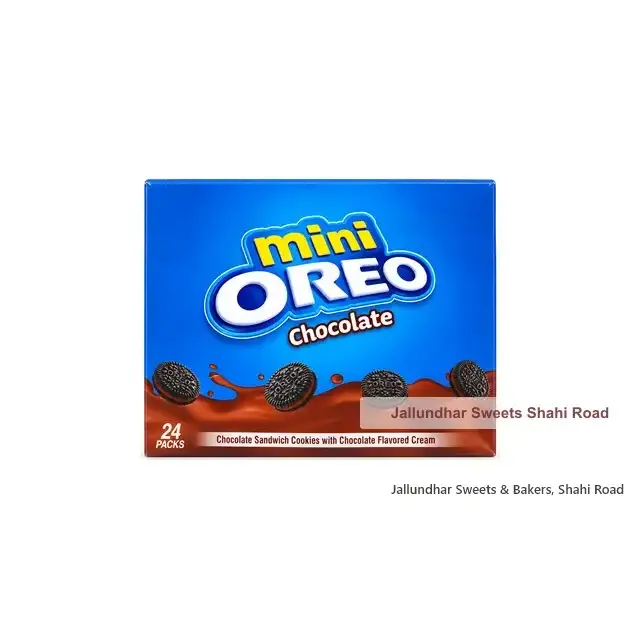 mini
OREO
Chocolate
Jallundhar Sweets Shahi Road
24
PACKS
Chocolate Sandwich Cookies with Chocolate Flavored Cream
Jallundhar Sweets & Bakers, Shahi Road